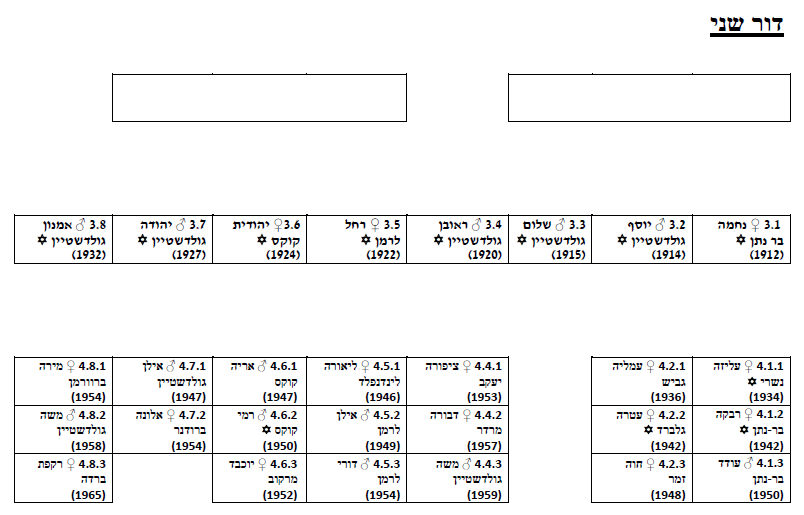 דור שני
3.1 ♀ נחמה
בר נתן ✡
(1912)
3.2 ♂ יוסף
גולדשטיין ✡
(1914)
3.3 ♂ שלום
גולדשטיין ✡
(1915)
3.4 ♂ ראובן
גולדשטיין ✡
(1920)
3.5 ♀ רחל
לרמן ✡
(1922)
3.6♀ יהודית
קוקס ✡
(1924)
3.7 ♂ יהודה
גולדשטיין ✡
(1927)
3.8 ♂ אמנון
גולדשטיין ✡
(1932)
4.1.1 ♀ עליזה
נשרי ✡
(1934)
4.2.1 ♀ עמליה
גביש
(1936)
4.4.1 ♀ ציפורה
יעקב
(1953)
4.5.1 ♀ ליאורה
לינדנפלד
(1946)
4.6.1 ♂ אריה
קוקס
(1947)
4.7.1 ♂ אילן
גולדשטיין
(1947)
4.8.1 ♀ מירה
ברוורמן
(1954)
4.1.2 ♀ רבקה
בר-נתן ✡
(1942)
4.2.2 ♀ עטרה
גלברד ✡
(1942)
4.4.2 ♀ דבורה
מרדר
(1957)
4.5.2 ♂ אילן
לרמן
(1949)
4.6.2 ♂ רמי
קוקס ✡
(1950)
4.7.2 ♀ אלונה
ברודנר
(1954)
4.8.2 ♂ משה
גולדשטיין
(1958)
4.1.3 ♂ עודד
בר-נתן
(1950)
4.2.3 ♀ חוה
זמר
(1948)
4.4.3 ♂ משה
גולדשטיין
(1959)
4.5.3 ♂ דורי
לרמן
(1954)
4.6.3 ♀ יוכבד
מרקוב
(1952)
4.8.3 ♀ רקפת
ברדה
(1965)